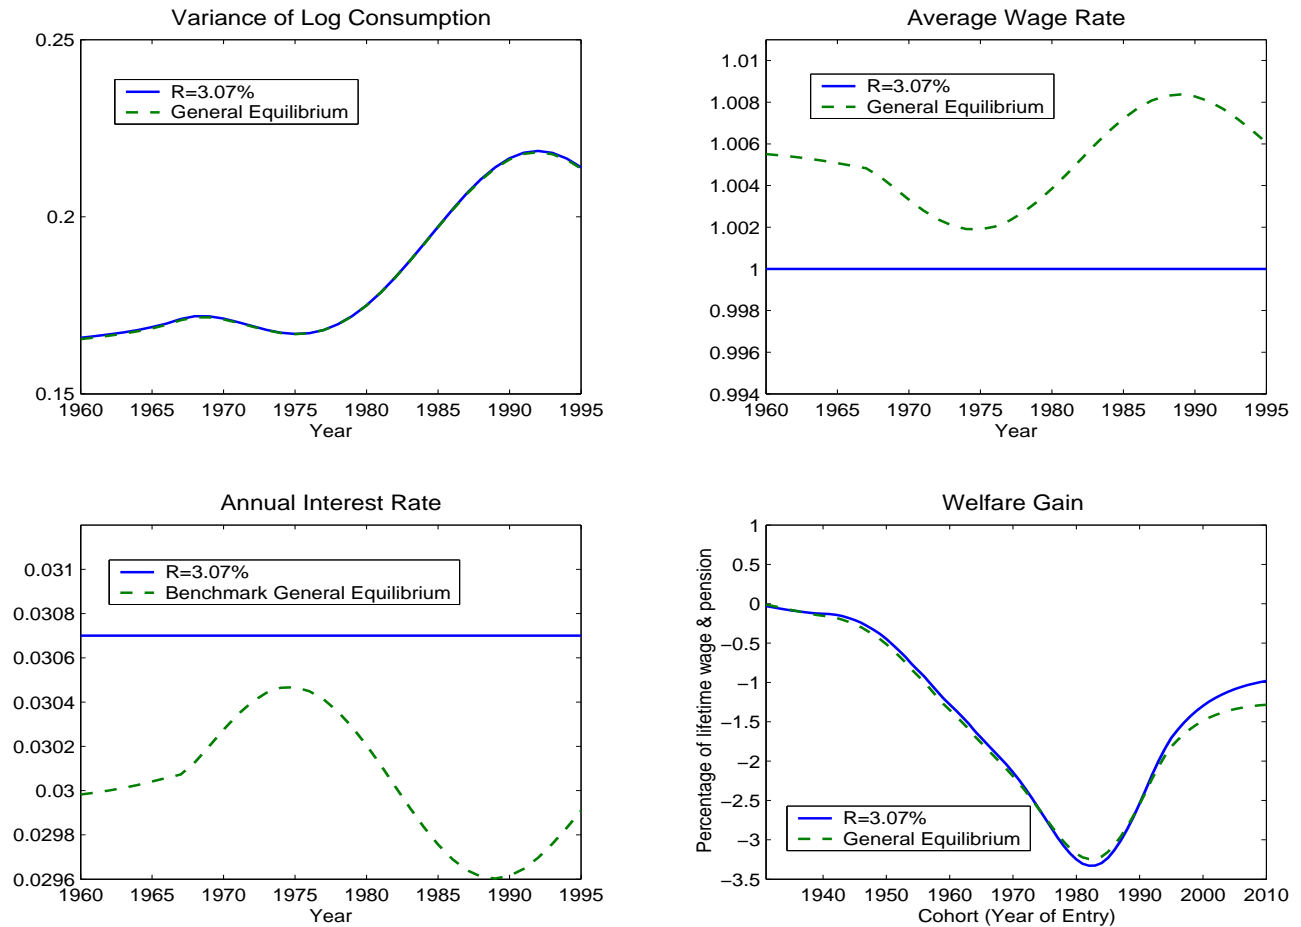 Variance of Log Consumption
0.25
0.2
0.15
R=3.07%
General Equilibrium
1960 1965 1970 1975 1980 1985 1990 1995
Year
Average Wage Rate
1.01
1.008
1.006
1.004
1.002
1
0.998
0.996
0.994
R=3.07%
General Equilibrium
1960 1965 1970 1975 1980 1985 1990 1995
Year
Annual Interest Rate
0.031
0.0308
0.0306
0.0304
0.0302
0.03
0.0298
0.0296
R=3.07%
Benchmark General Equilibrium
1960 1965 1970 1975 1980 1985 1990 1995
Year
Welfare Gain
Percentage of lifetime wage & pension
1
0.5
0
−0.5
−1
−1.5
−2
−2.5
−3
−3.5
R=3.07%
General Equilibrium
1940 1950 1960 1970 1980 1990 2000 2010
Cohort (Year of Entry)